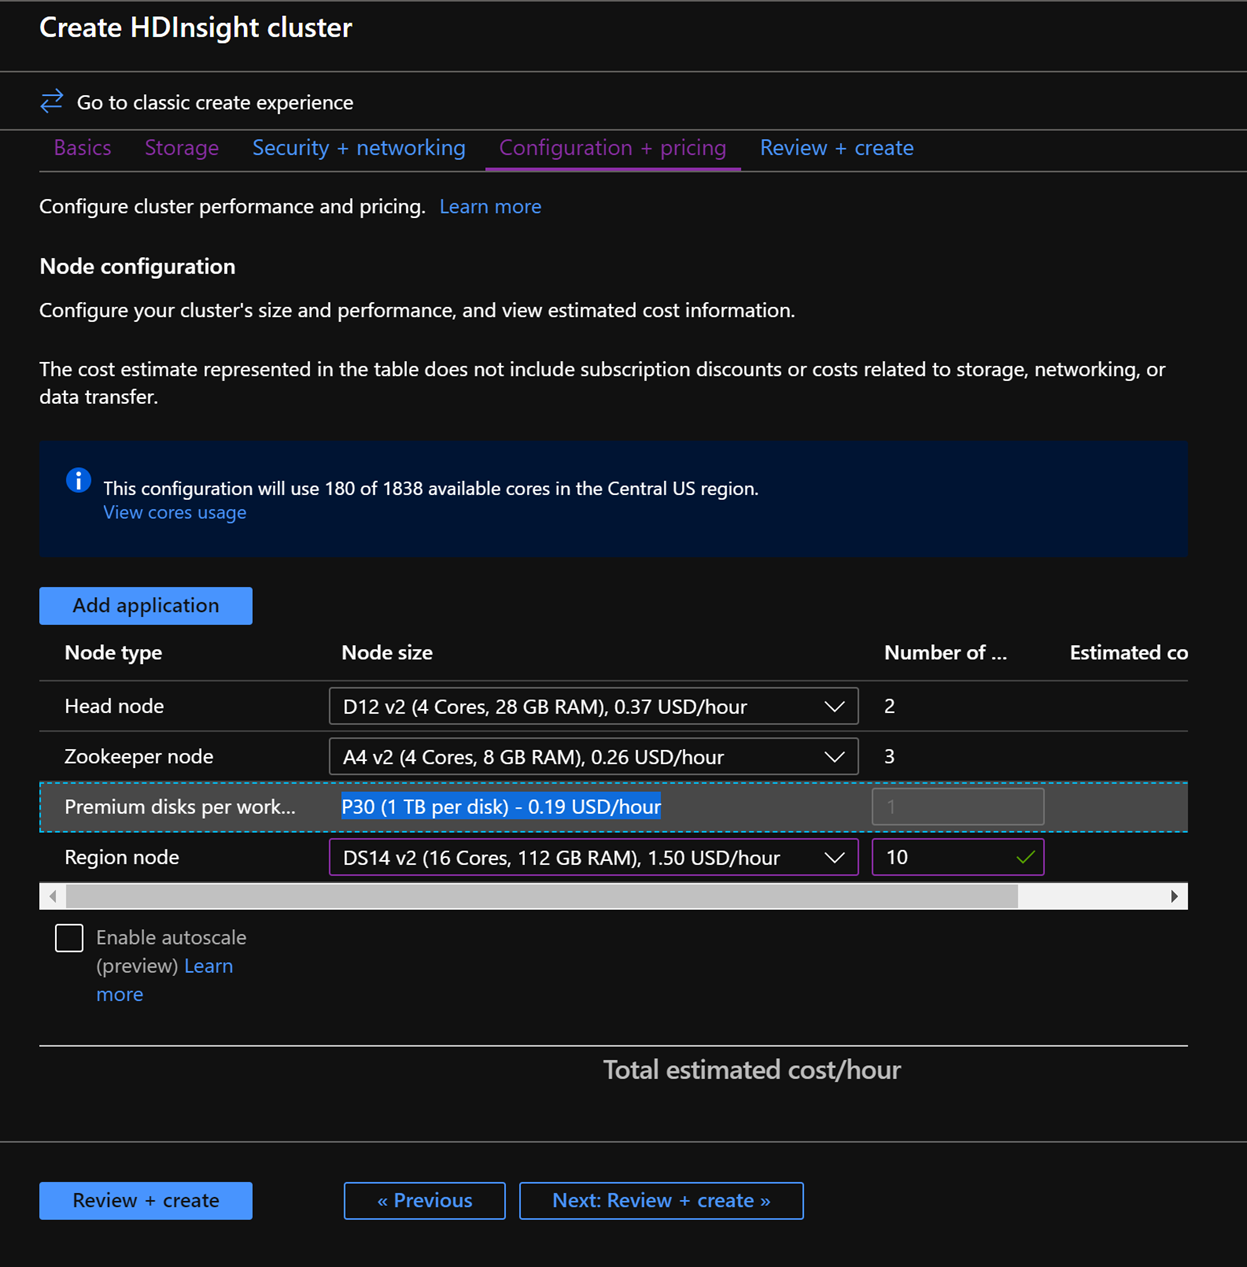 Create HDInsight cluster
Go to classic create experience
Basics Storage Security + networking Configuration + pricing Review + create
Configure cluster performance and pricing. Learn more
Node configuration
Configure your cluster's size and performance, and view estimated cost information.
The cost estimate represented in the table does not include subscription discounts or costs related to storage, networking, or
data transfer.
This configuration will use 180 of 1838 available cores in the Central US region.
View cores usage
Add application
Node type Node size Number of ... Estimated co
Head node D12 v2 (4 Cores, 28 GB RAM), 0.37 USD/hour 2
Zookeeper node A4 v2 (4 Cores, 8 GB RAM), 0.26 USD/hour 3
Premium disks per work... P30 (1 TB per disk) - 0.19 USD/hour 1
Region node DS14 v2 (16 Cores, 112 GB RAM), 1.50 USD/hour 10
Enable autoscale
(preview) Learn
more
Total estimated cost/hour
Review + create « Previous Next: Review + create »